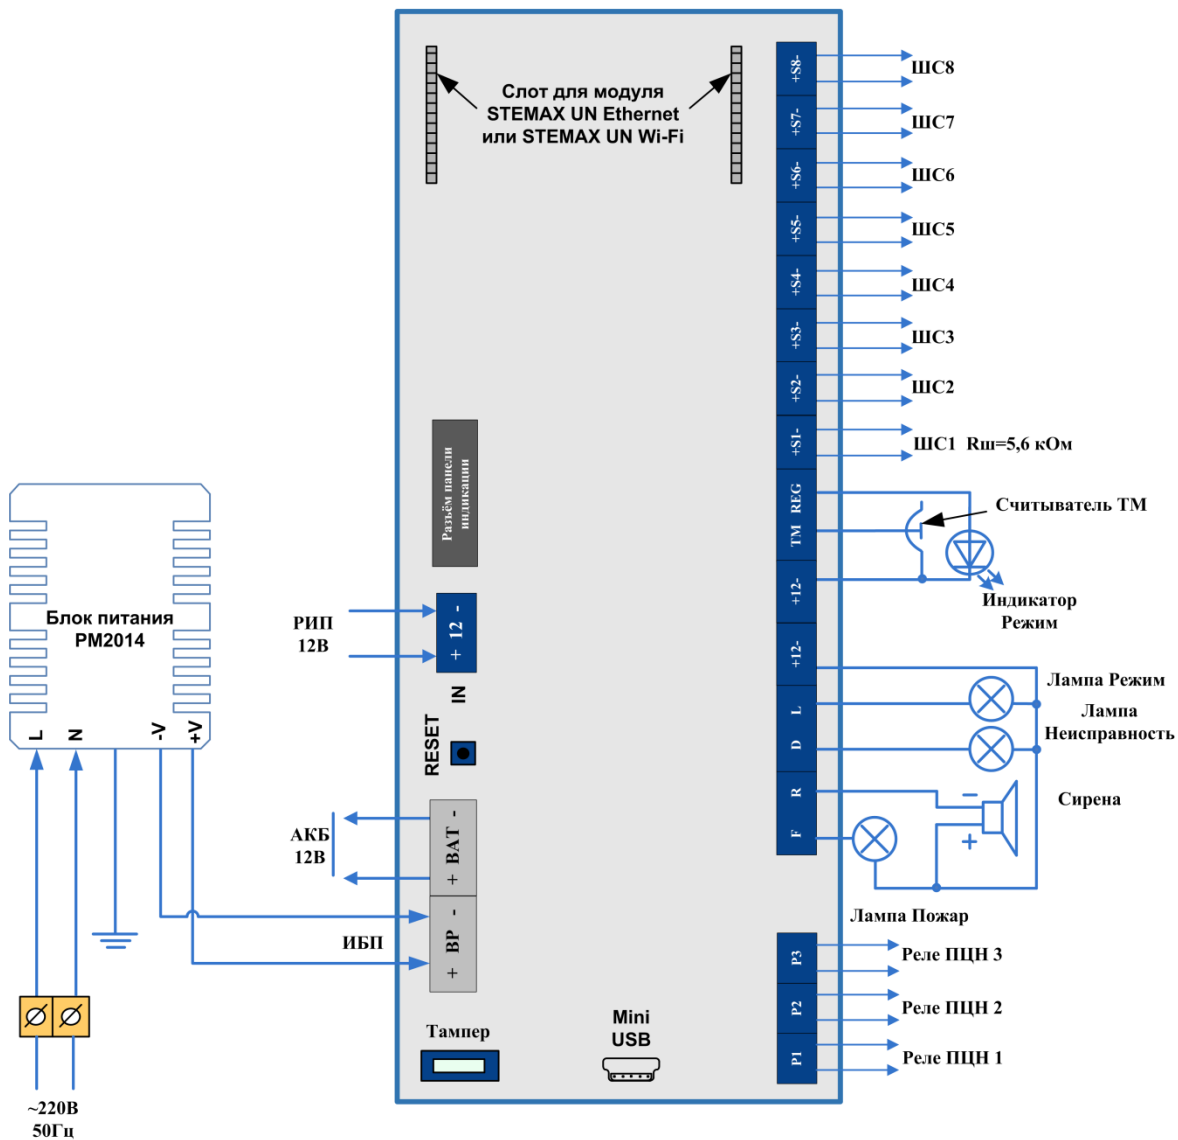 Слот для модуля
STEMAX UN Ethernet
или STEMAX UN Wi-Fi
+S8-
ШС8
+S7-
ШС7
+S6-
ШС6
+S5-
ШС5
+S4-
ШС4
+S3-
ШС3
+S2-
ШС2
+S1-
ШС1 Rш=5,6 кОм
Разъём панели
индикации
TM REG
Считыватель ТМ
+12-
Индикатор
Режим
Блок питания
PM2014
L
N
-V
+V
РИП
12В
+ 12 -
IN
RESET
+12-
L
Лампа Режим
D
Лампа
Неисправность
R
–
+
Сирена
F
Лампа Пожар
АКБ
12В
+ BAT -
ИБП
+ BP -
P3
Реле ПЦН 3
P2
Реле ПЦН 2
P1
Реле ПЦН 1
Тампер
Mini
USB
~220В
50Гц